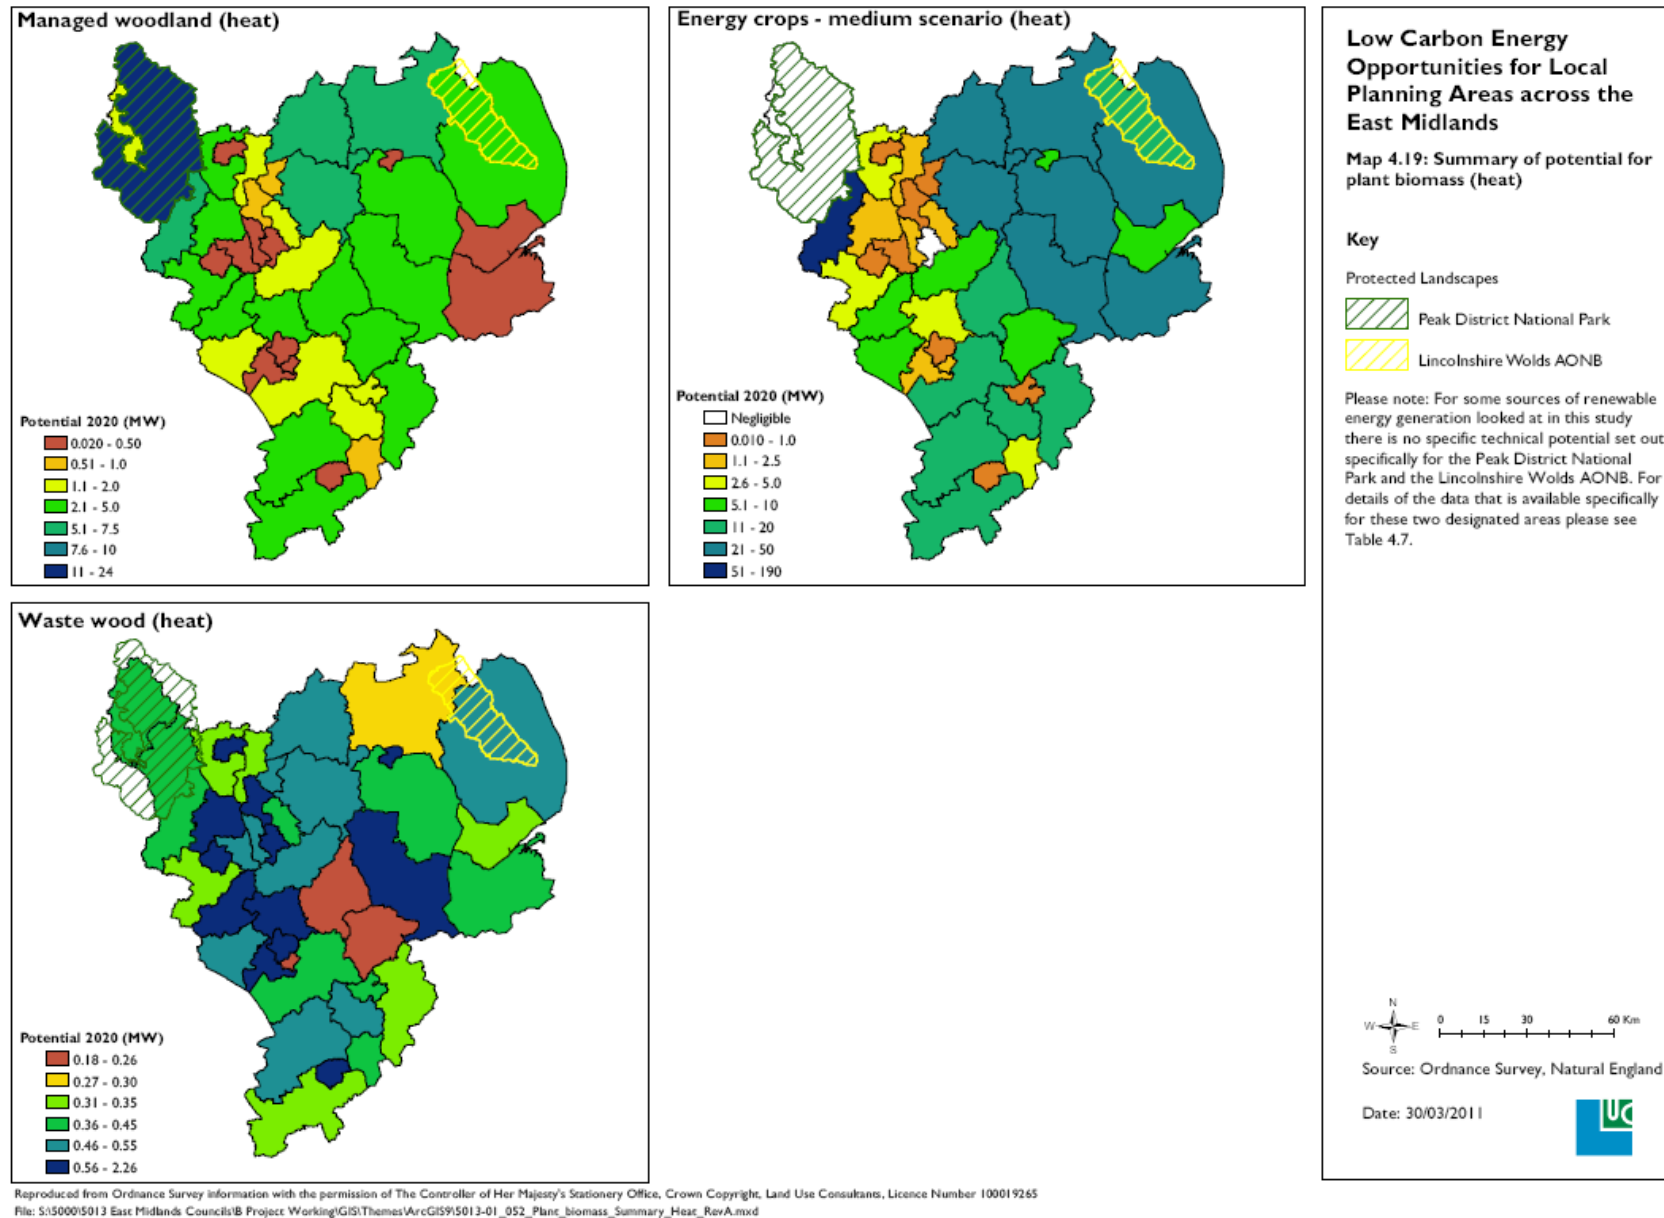 Managed woodland (heat)
Potential 2020 (MW)
0.020 - 0.50
0.51 - 1.0
1.1 - 2.0
2.1 - 5.0
5.1 - 7.5
7.6 - 10
11 - 24
Energy crops - medium scenario (heat)
Potential 2020 (MW)
Negligible
0.010 - 1.0
1.1 - 2.5
2.6 - 5.0
5.1 - 10
11 - 20
21 - 50
51 - 190
Waste wood (heat)
Potential 2020 (MW)
0.18 - 0.26
0.27 - 0.30
0.31 - 0.35
0.36 - 0.45
0.46 - 0.55
0.56 - 2.26
Low Carbon Energy
Opportunities for Local
Planning Areas across the
East Midlands
Map 4.19: Summary of potential for
plant biomass (heat)
Key
Protected Landscapes
Peak District National Park
Lincolnshire Wolds AONB
Please note: For some sources of renewable
energy generation looked at in this study
there is no specific technical potential set out
specifically for the Peak District National
Park and the Lincolnshire Wolds AONB. For
details of the data that is available specifically
for these two designated areas please see
Table 4.7.
N
W E
S
0 15 30 60 Km
Source: Ordnance Survey, Natural England
Date: 30/03/2011
Reproduced from Ordnance Survey information with the permission of The Controller of Her Majesty's Stationery Office, Crown Copyright, Land Use Consultants, Licence Number 100019265
File: S:\5000\5013 East Midlands Councils\B Project Working\GIS\Themes\ArcGIS9\5013-01_052_Plant_biomass_Summary_Heat_RevA.mxd